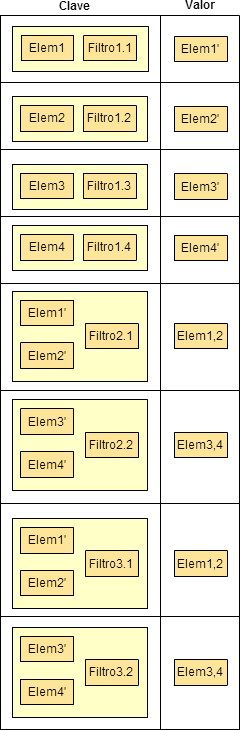 Clave Valor
Elem1 Filtro1.1 Elem1'
Elem2 Filtro1.2 Elem2'
Elem3 Filtro1.3 Elem3'
Elem4 Filtro1.4 Elem4'
Elem1'
Filtro2.1 Elem1,2
Elem2'
Elem3'
Filtro2.2 Elem3,4
Elem4'
Elem1'
Filtro3.1 Elem1,2
Elem2'
Elem3'
Filtro3.2 Elem3,4
Elem4'